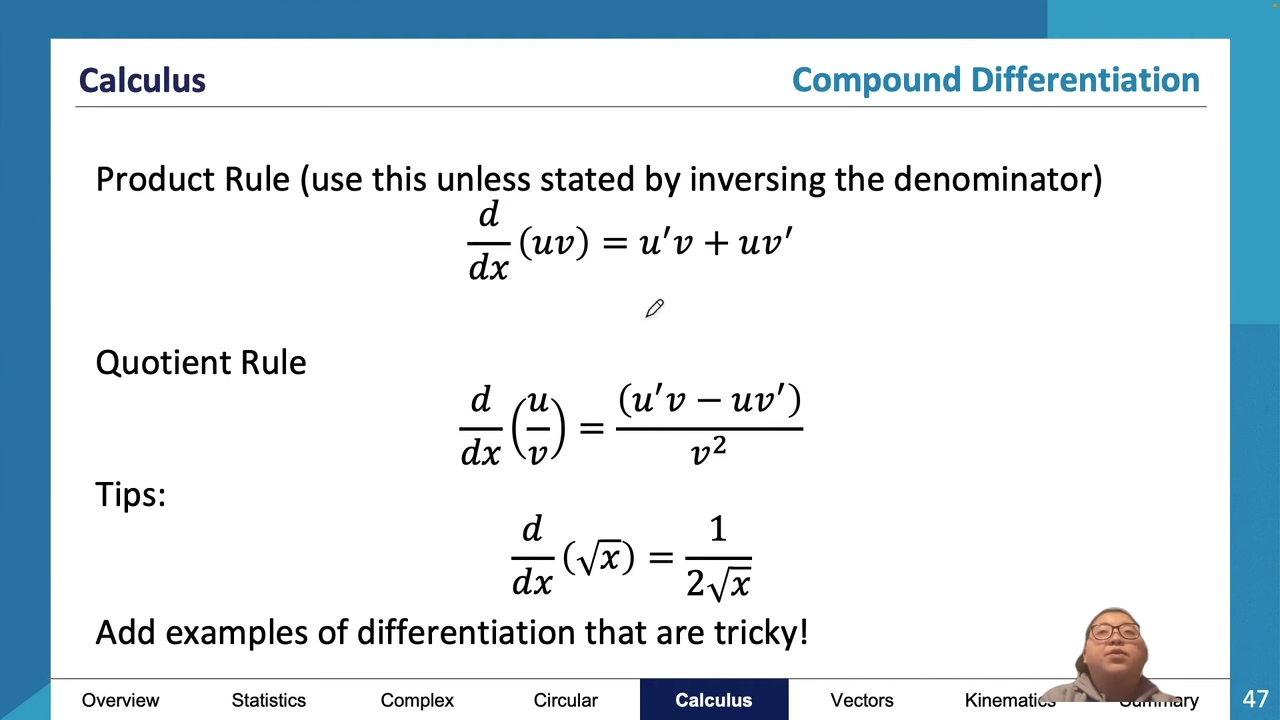 Calculus
Compound Differentiation
Product Rule (use this unless stated by inversing the denominator)
d/dx (uv) = u′v + uv′
Quotient Rule
d/dx (u/v) = (u′v − uv′)/v²
Tips:
d/dx (√x) = 1/(2√x)
Add examples of differentiation that are tricky!
Overview Statistics Complex Circular Calculus Vectors Kinematics Summary 47